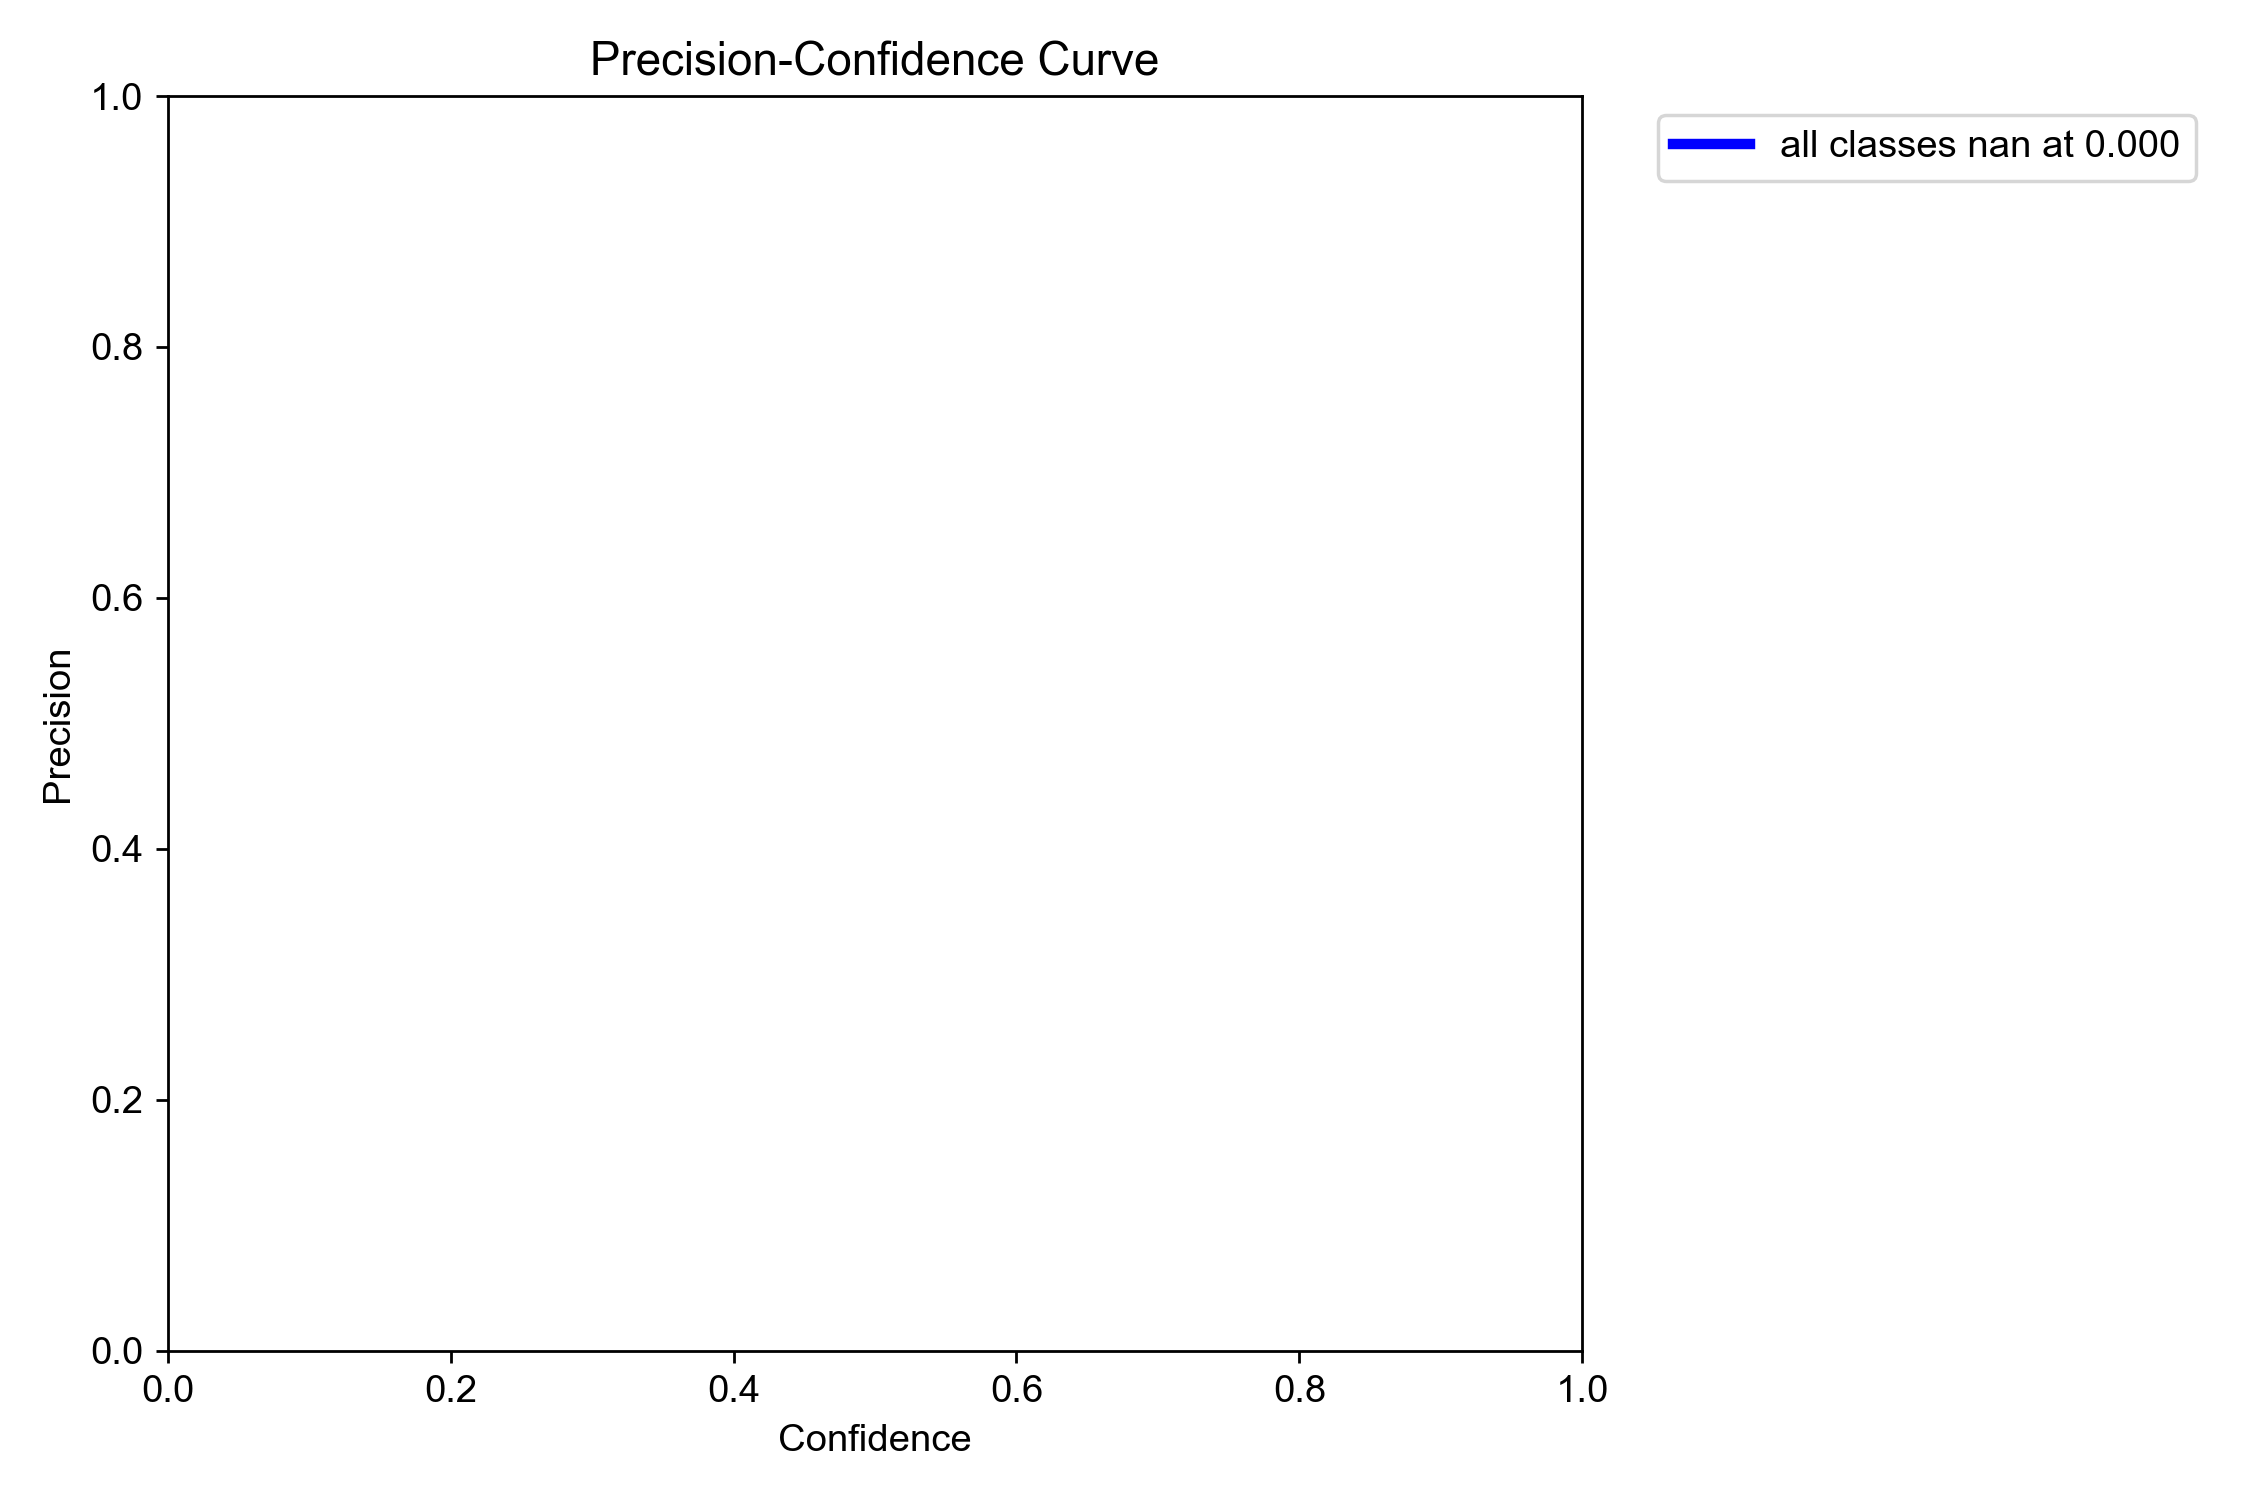 Precision-Confidence Curve
1.0
0.8
0.6
0.4
0.2
0.0
Precision
0.0 0.2 0.4 0.6 0.8 1.0
Confidence
all classes nan at 0.000